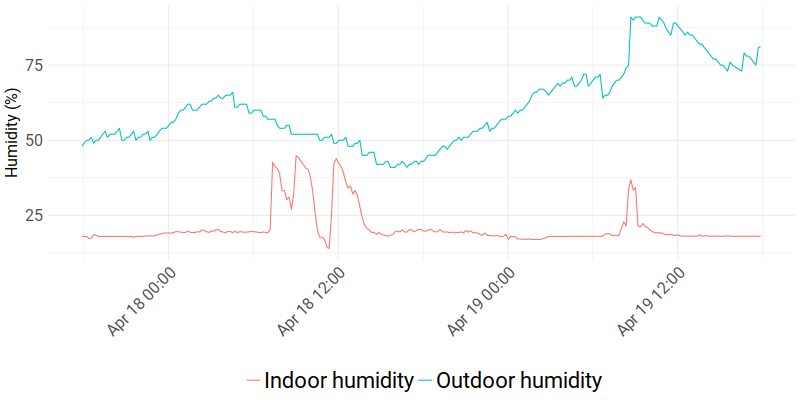 Humidity (%)
75
50
25
Apr 18 00:00
Apr 18 12:00
Apr 19 00:00
Apr 19 12:00
Indoor humidity
Outdoor humidity